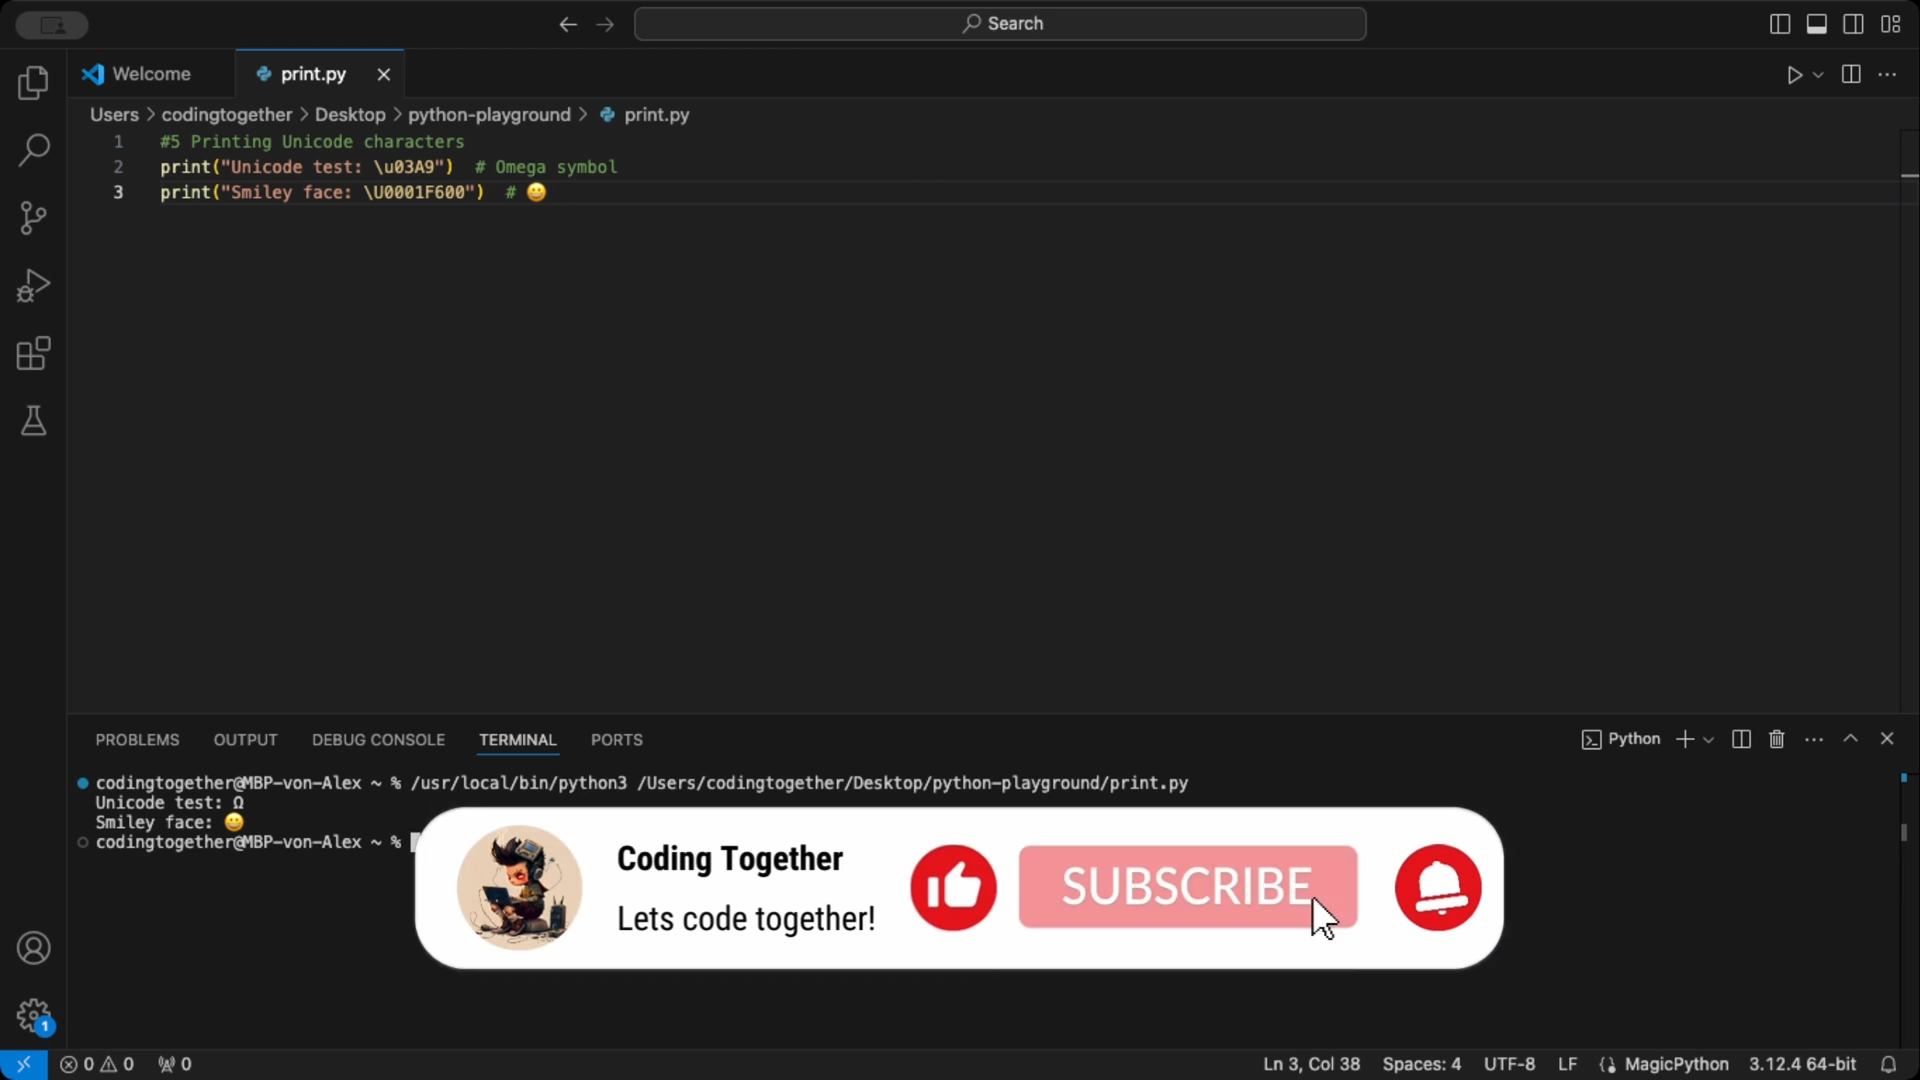 Search
Welcome
print.py
Users > codingtogether > Desktop > python-playground > print.py
1 #5 Printing Unicode characters
2 print("Unicode test: \u03A9")  # Omega symbol
3 print("Smiley face: \U0001F600")  # 😀
PROBLEMS OUTPUT DEBUG CONSOLE TERMINAL PORTS
Python
codingtogether@MBP-von-Alex ~ % /usr/local/bin/python3 /Users/codingtogether/Desktop/python-playground/print.py
Unicode test: Ω
Smiley face: 😀
codingtogether@MBP-von-Alex ~ %
Coding Together
Lets code together!
SUBSCRIBE
1
0 0 0
Ln 3, Col 38 Spaces: 4 UTF-8 LF MagicPython 3.12.4 64-bit